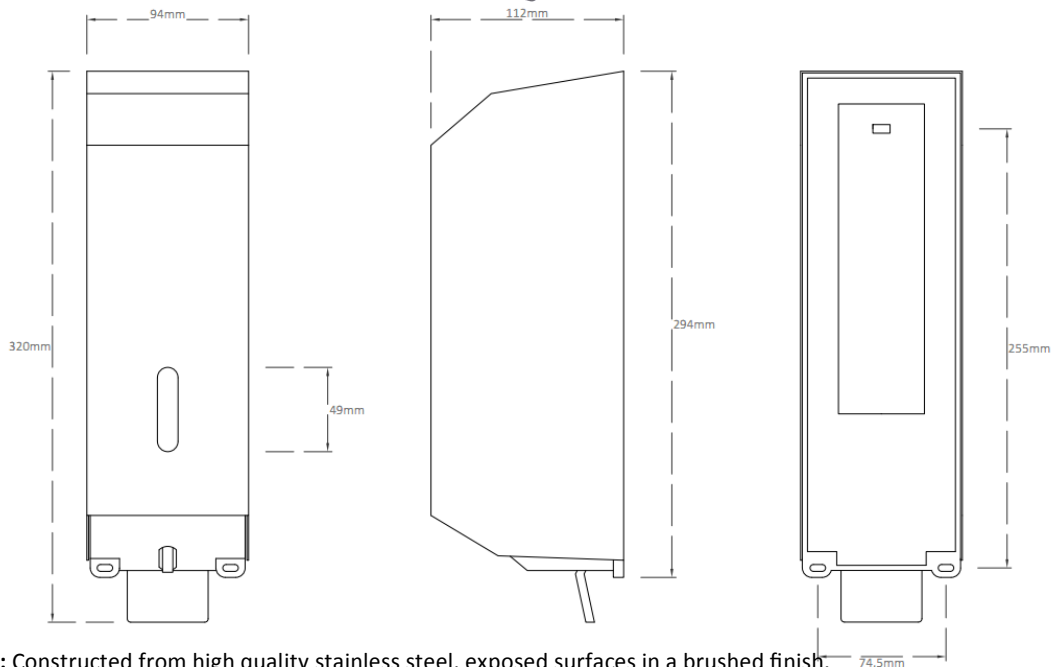 94mm
112mm
320mm
49mm
294mm
255mm
: Constructed from high quality stainless steel, exposed surfaces in a brushed finish.
74.5mm